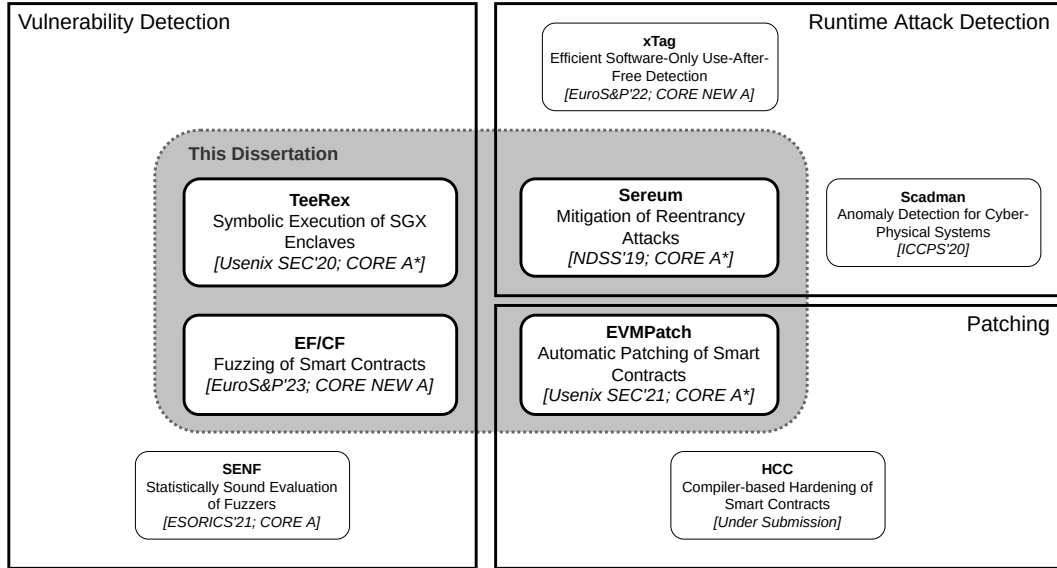 Vulnerability Detection
Runtime Attack Detection
xTag
Efficient Software-Only Use-After-
Free Detection
[EuroS&P'22; CORE NEW A]
This Dissertation
TeeRex
Symbolic Execution of SGX
Enclaves
[Usenix SEC'20; CORE A*]
Sereum
Mitigation of Reentrancy
Attacks
[NDSS'19; CORE A*]
Scadman
Anomaly Detection for Cyber-
Physical Systems
[ICCPS'20]
Patching
EF/CF
Fuzzing of Smart Contracts
[EuroS&P'23; CORE NEW A]
EVMPatch
Automatic Patching of Smart
Contracts
[Usenix SEC'21; CORE A*]
SENF
Statistically Sound Evaluation
of Fuzzers
[ESORICS'21; CORE A]
HCC
Compiler-based Hardening of
Smart Contracts
[Under Submission]